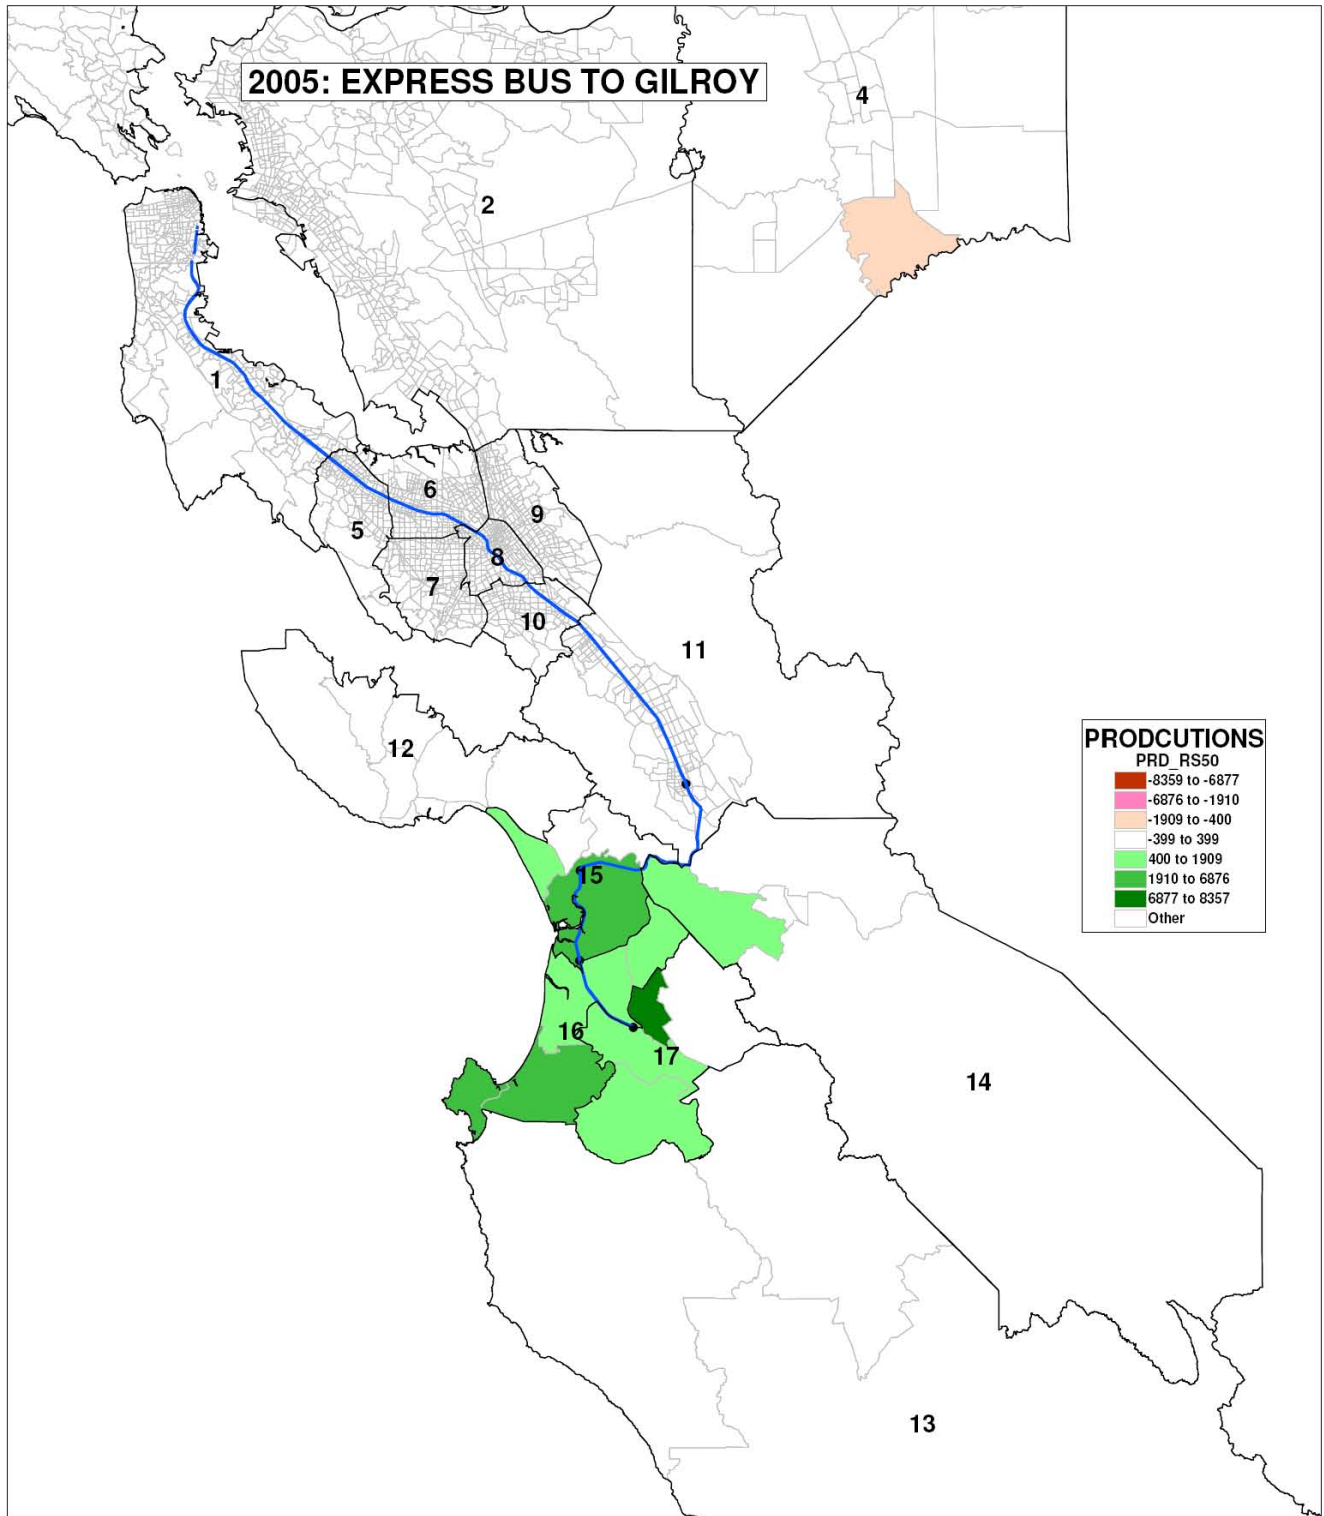 2005: EXPRESS BUS TO GILROY
4
2
1
6
9
5
8
7
10
11
12
PRODCUTIONS
PRD_RS50
-8359 to -6877
-6876 to -1910
-1909 to -400
-399 to 399
400 to 1909
1910 to 6876
6877 to 8357
Other
15
16
17
14
13